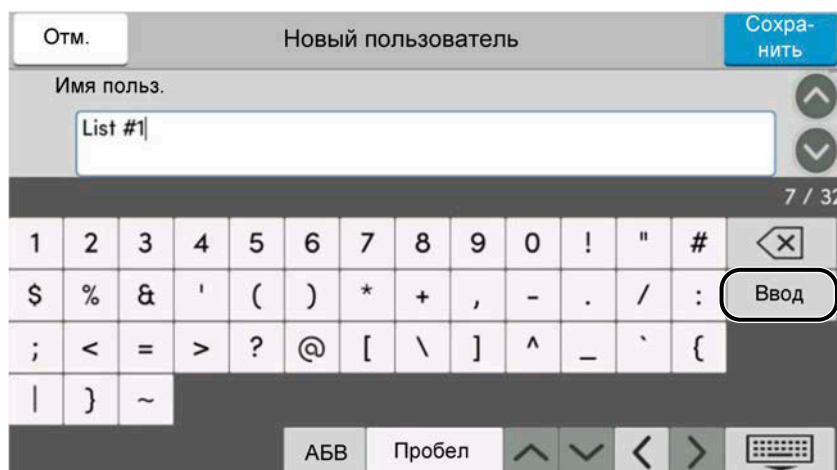 Отм.
Новый пользователь
Сохра-
нить
Имя польз.
List #1
7 / 32
1 2 3 4 5 6 7 8 9 0 ! " #
$ % & ' ( ) * + , - . / : Ввод
; < = > ? @ [ \ ] ^ _ ` {
| } ~
АБВ Пробел